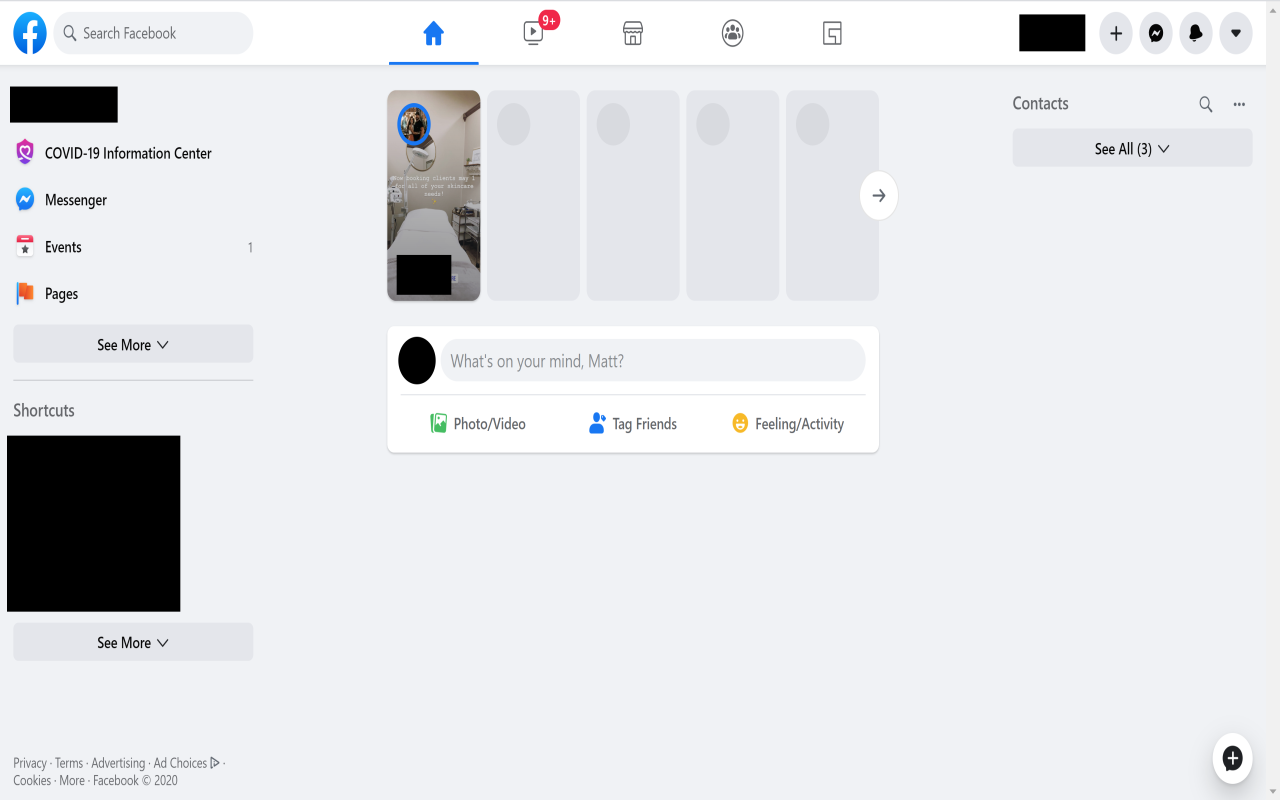 Search Facebook
9+
COVID-19 Information Center
Messenger
Events
1
Pages
See More
Shortcuts
See More
Privacy · Terms · Advertising · Ad Choices ·
Cookies · More · Facebook © 2020
booking clients may 1
for all of your skincare
needs!
What's on your mind, Matt?
Photo/Video
Tag Friends
Feeling/Activity
Contacts
See All (3)